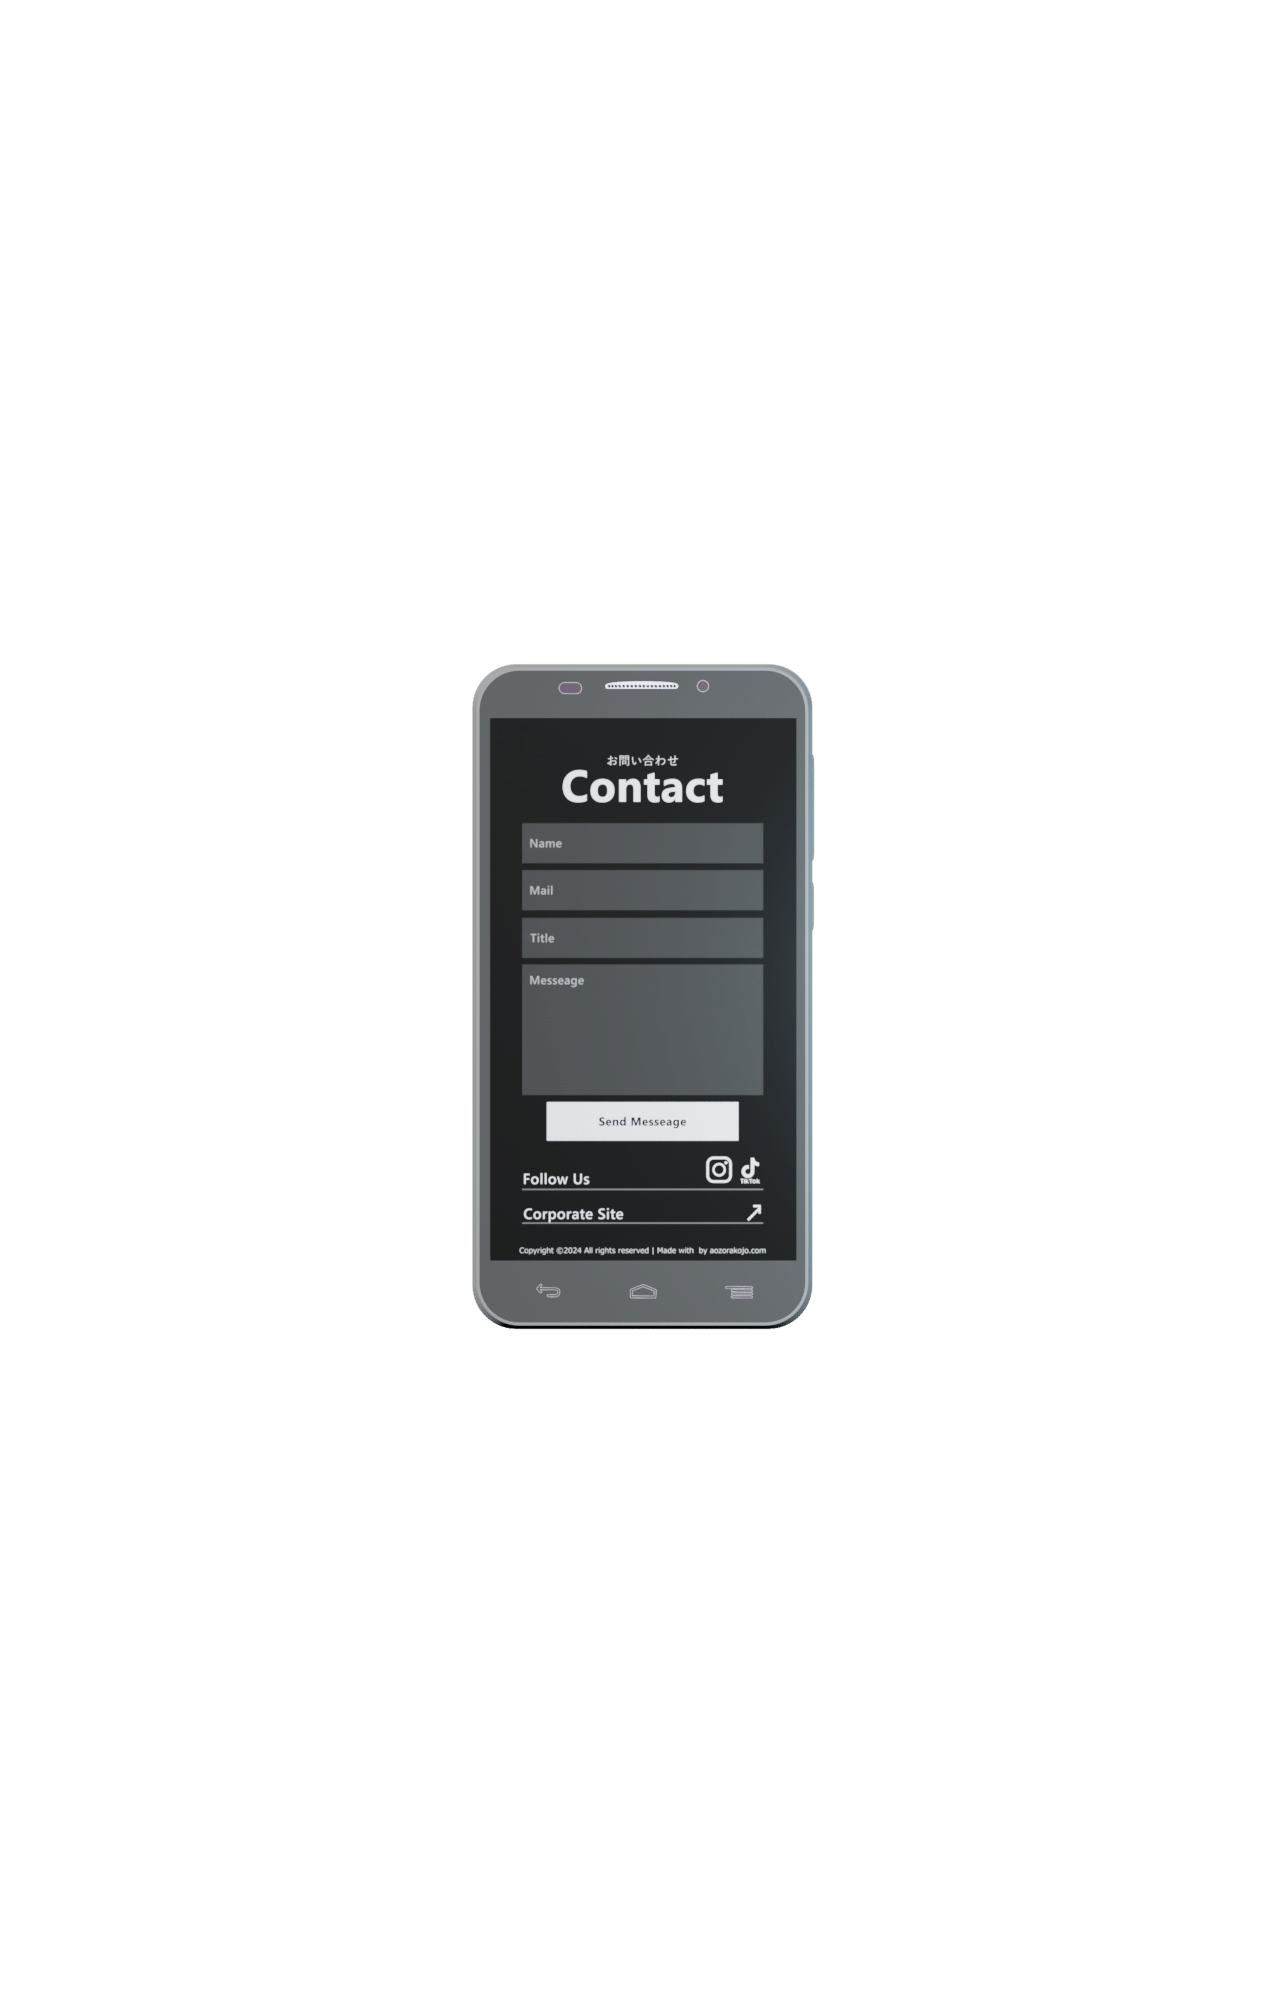 お問い合わせ
Contact
Name
Mail
Title
Messeage
Send Messeage
Follow Us
TikTok
Corporate Site
Copyright ©2024 All rights reserved | Made with by aozorakojo.com